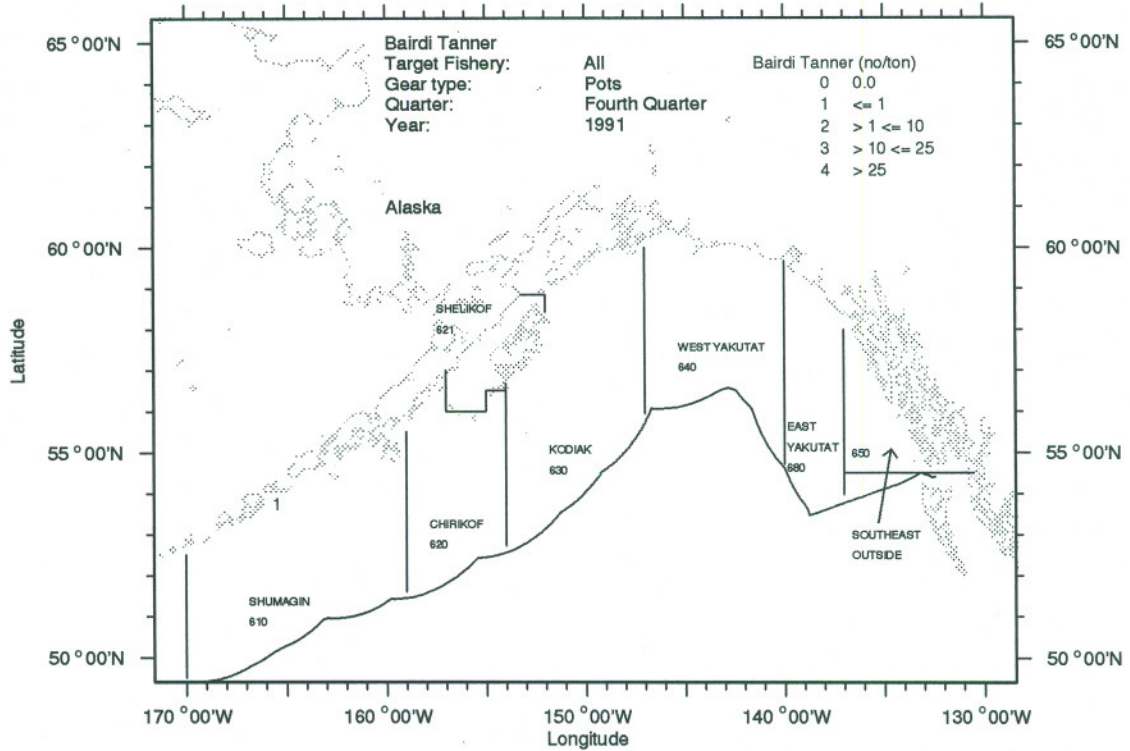 Bairdi Tanner
Target Fishery: All
Gear type: Pots
Quarter: Fourth Quarter
Year: 1991
Bairdi Tanner (no/ton)
0 0.0
1 <= 1
2 > 1 <= 10
3 > 10 <= 25
4 > 25
65 °00'N
65 °00'N
Alaska
60 °00'N
60 °00'N
SHELIKOF
621
WEST YAKUTAT
640
Latitude
KODIAK
630
EAST
YAKUTAT
680
650
55 °00'N
55 °00'N
1
CHIRIKOF
620
SOUTHEAST
OUTSIDE
SHUMAGIN
610
50 °00'N
50 °00'N
170 °00'W
160 °00'W
150 °00'W
140 °00'W
130 °00'W
Longitude